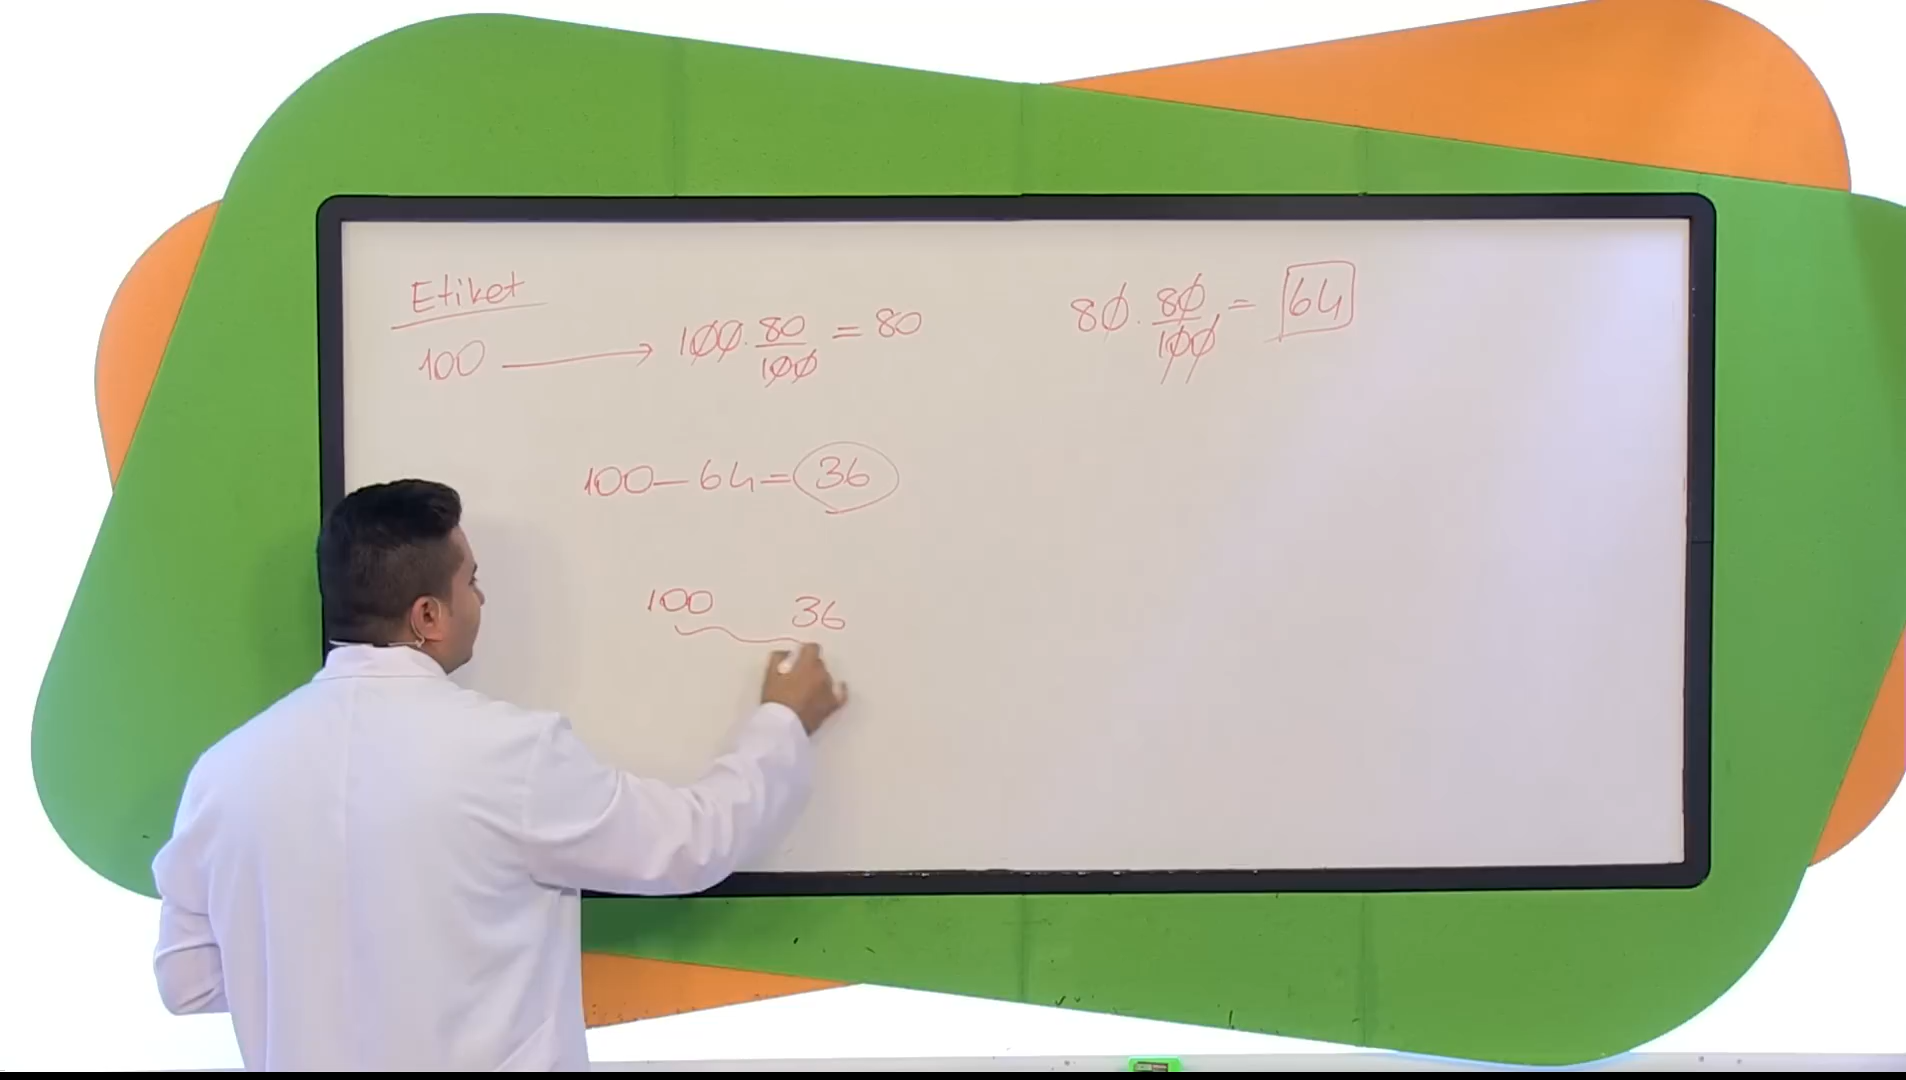 Etiket
100 → 100 · 80/100 = 80
80 · 80/100 = 64
100 − 64 = 36
100 36